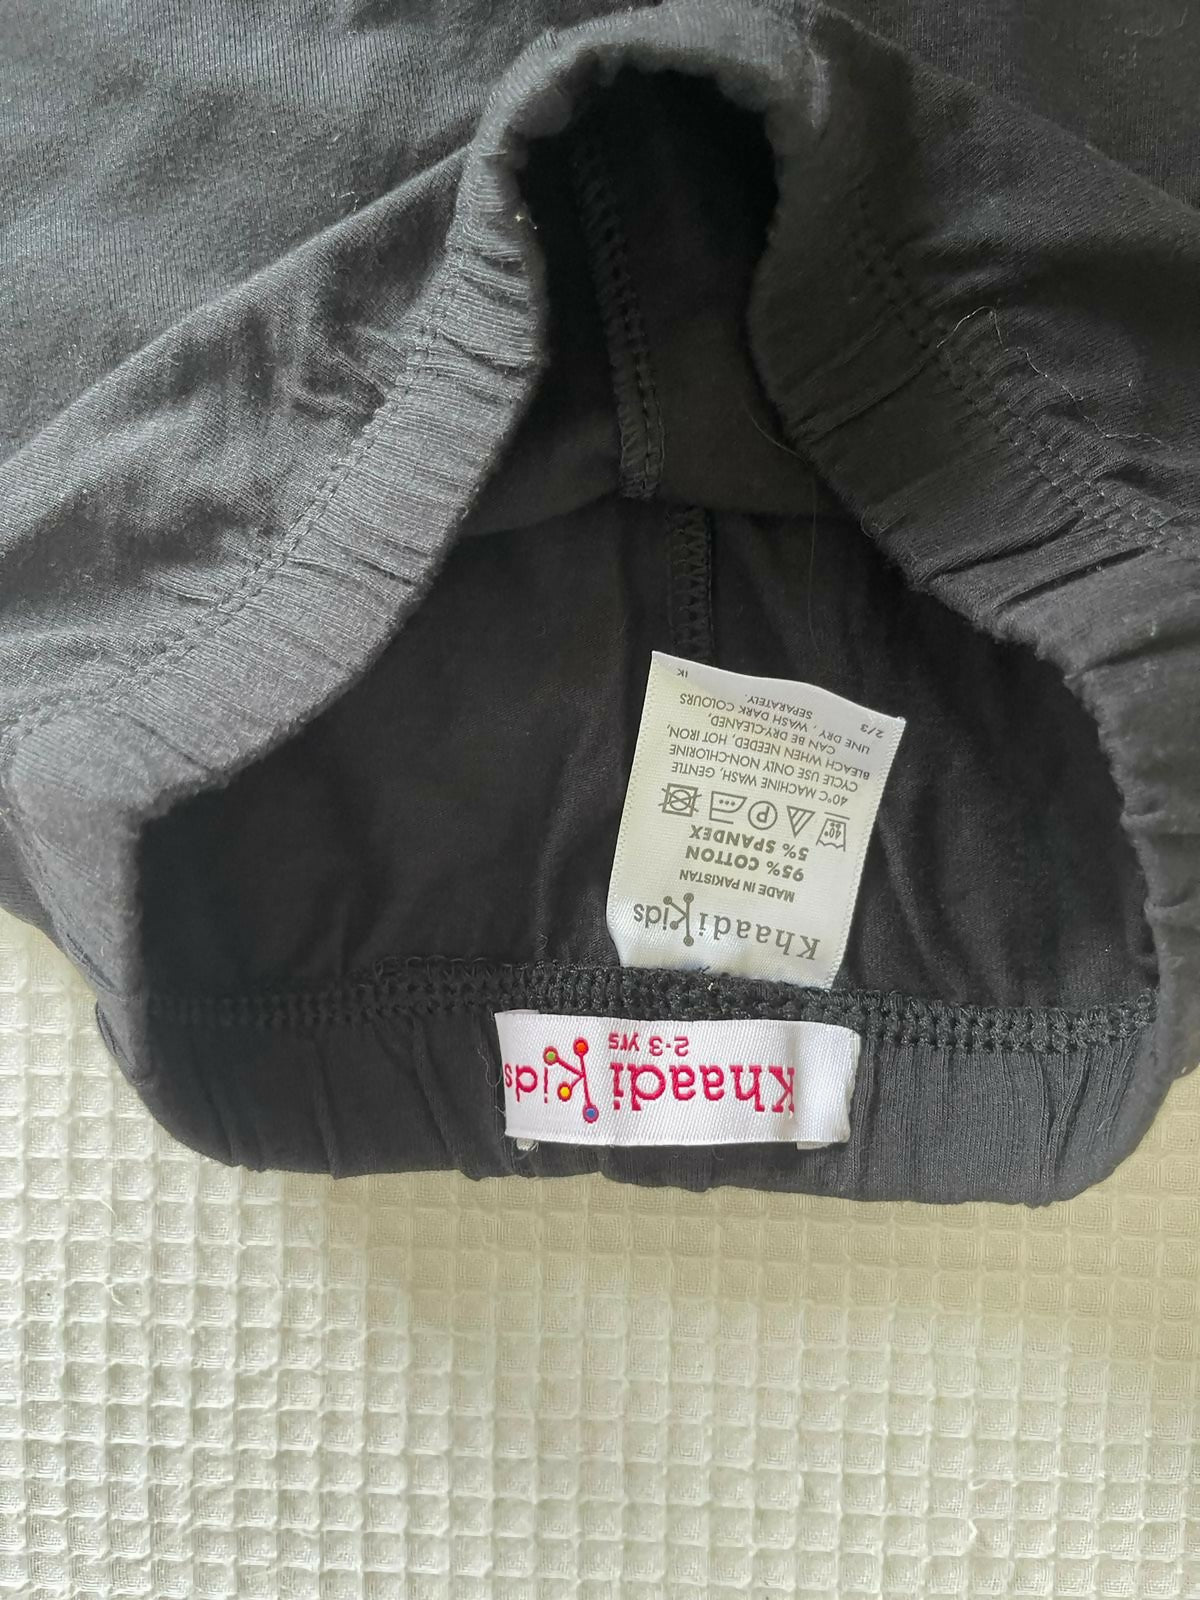 Khaadi kids
2-3 yrs
Khaadi kids
MADE IN PAKISTAN
95% COTTON
5% SPANDEX
40°
P
40°C MACHINE WASH, GENTLE
CYCLE USE ONLY NON-CHLORINE
BLEACH WHEN NEEDED, HOT IRON,
CAN BE DRY-CLEANED,
LINE DRY , WASH DARK COLOURS
SEPARATELY.
2/3
1K